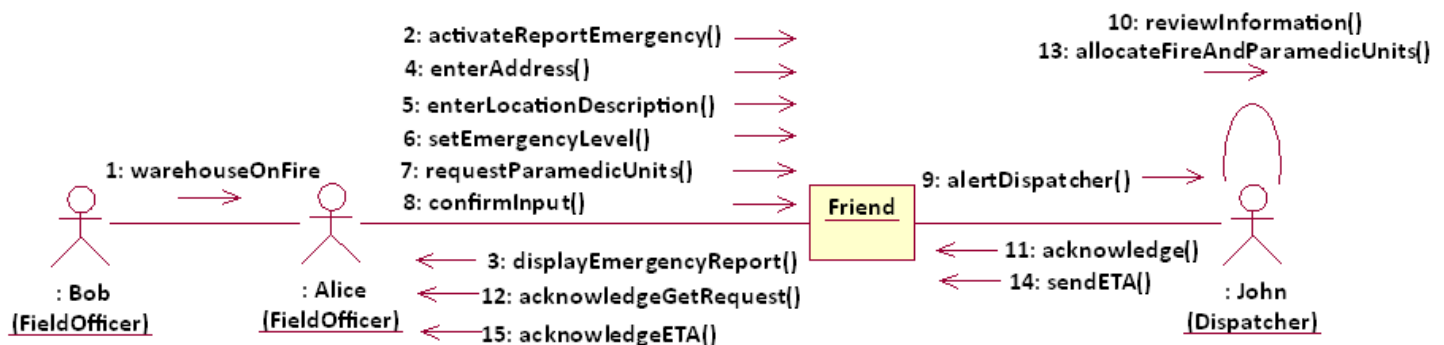 2: activateReportEmergency()
4: enterAddress()
5: enterLocationDescription()
6: setEmergencyLevel()
7: requestParamedicUnits()
8: confirmInput()
10: reviewInformation()
13: allocateFireAndParamedicUnits()
1: warehouseOnFire
9: alertDispatcher()
Friend
3: displayEmergencyReport()
12: acknowledgeGetRequest()
15: acknowledgeETA()
11: acknowledge()
14: sendETA()
: Bob
(FieldOfficer)
: Alice
(FieldOfficer)
: John
(Dispatcher)